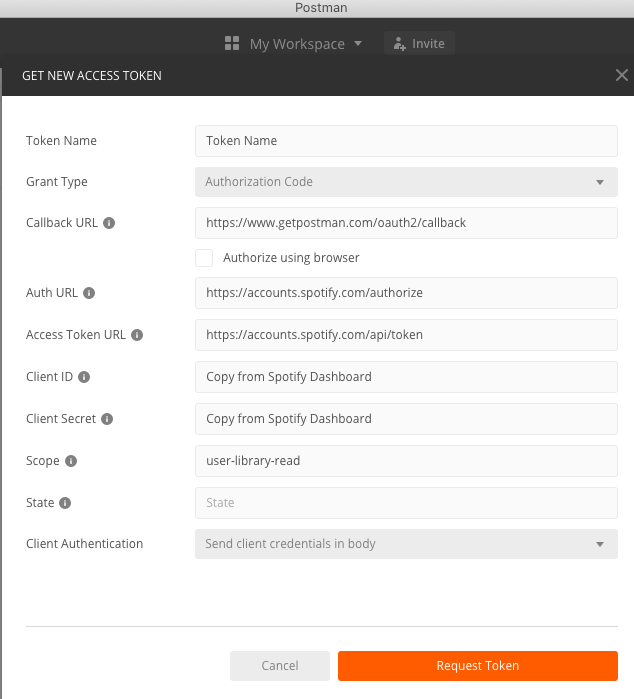 Postman
My Workspace
Invite
GET NEW ACCESS TOKEN
Token Name Token Name
Grant Type Authorization Code
Callback URL https://www.getpostman.com/oauth2/callback
Authorize using browser
Auth URL https://accounts.spotify.com/authorize
Access Token URL https://accounts.spotify.com/api/token
Client ID Copy from Spotify Dashboard
Client Secret Copy from Spotify Dashboard
Scope user-library-read
State State
Client Authentication Send client credentials in body
Cancel Request Token